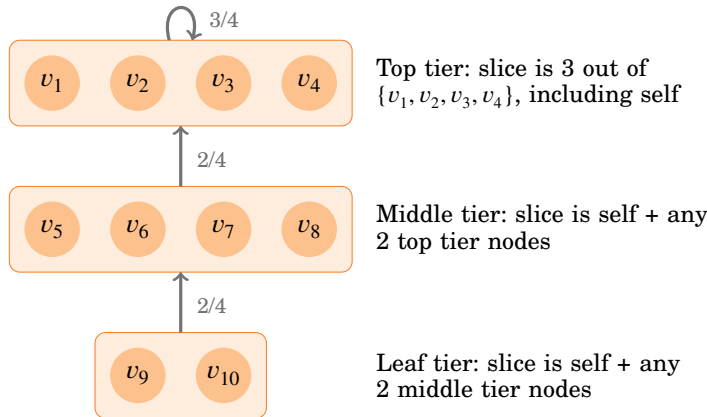 3/4
v₁ v₂ v₃ v₄
Top tier: slice is 3 out of
{v₁, v₂, v₃, v₄}, including self
2/4
v₅ v₆ v₇ v₈
Middle tier: slice is self + any
2 top tier nodes
2/4
v₉ v₁₀
Leaf tier: slice is self + any
2 middle tier nodes